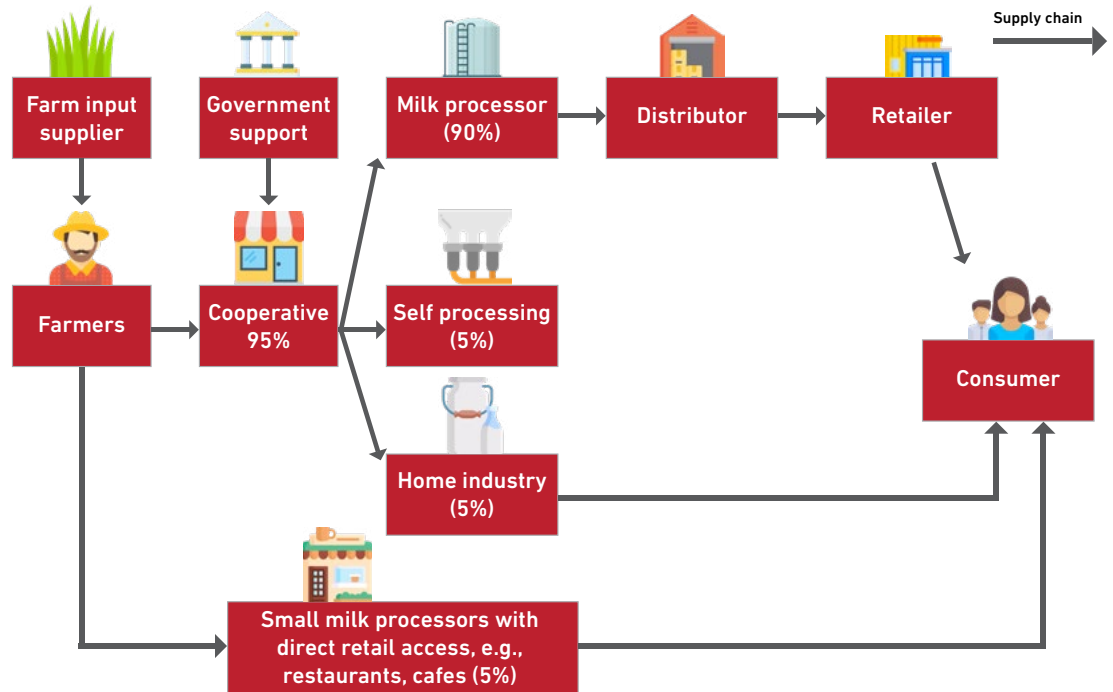 Supply chain
Farm input
supplier
Government
support
Milk processor
(90%)
Distributor
Retailer
Farmers
Cooperative
95%
Self processing
(5%)
Consumer
Home industry
(5%)
Small milk processors with
direct retail access, e.g.,
restaurants, cafes (5%)